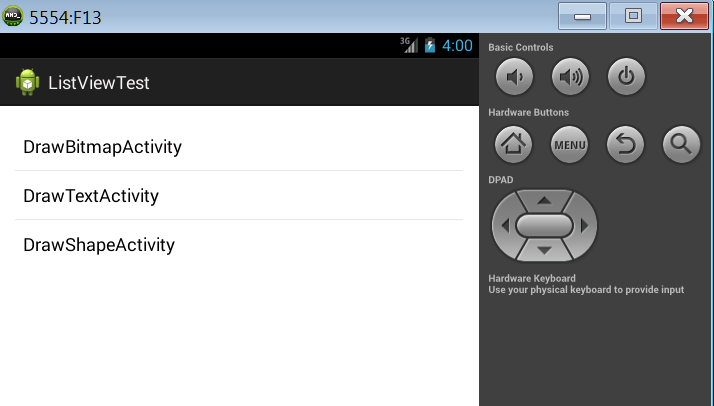 5554:F13
3G 4:00
ListViewTest
DrawBitmapActivity
DrawTextActivity
DrawShapeActivity
Basic Controls
Hardware Buttons
MENU
DPAD
Hardware Keyboard
Use your physical keyboard to provide input